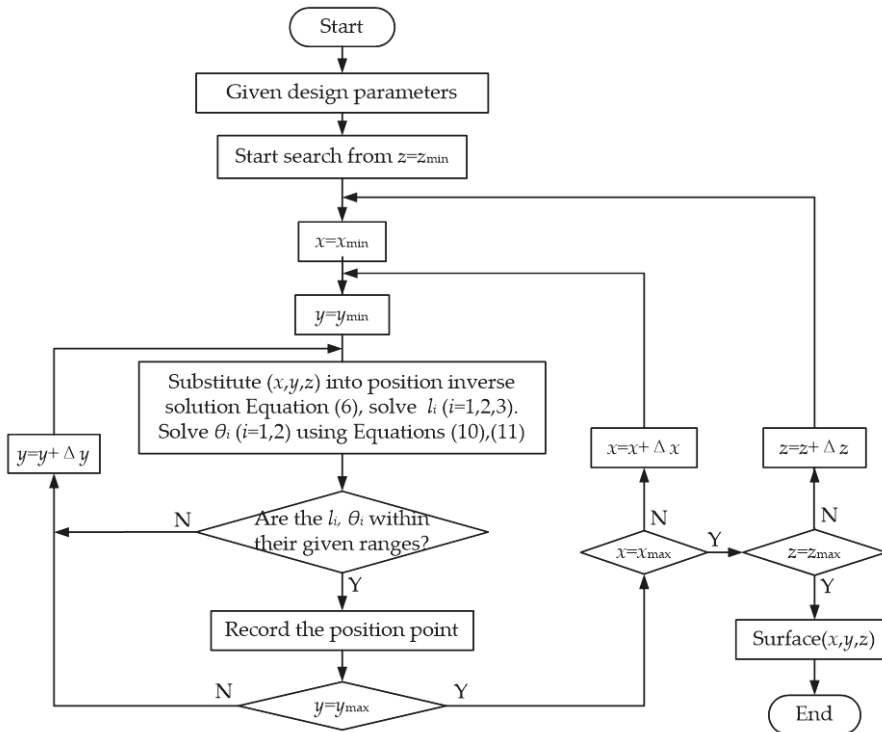 Start
Given design parameters
Start search from z=zmin
x=xmin
y=ymin
Substitute (x,y,z) into position inverse
solution Equation (6), solve li (i=1,2,3).
Solve θi (i=1,2) using Equations (10),(11)
y=y+Δy
x=x+Δx
z=z+Δz
N
Are the li, θi within
their given ranges?
Y
N
x=xmax
Y
N
z=zmax
Y
Record the position point
Surface(x,y,z)
N
y=ymax
Y
End